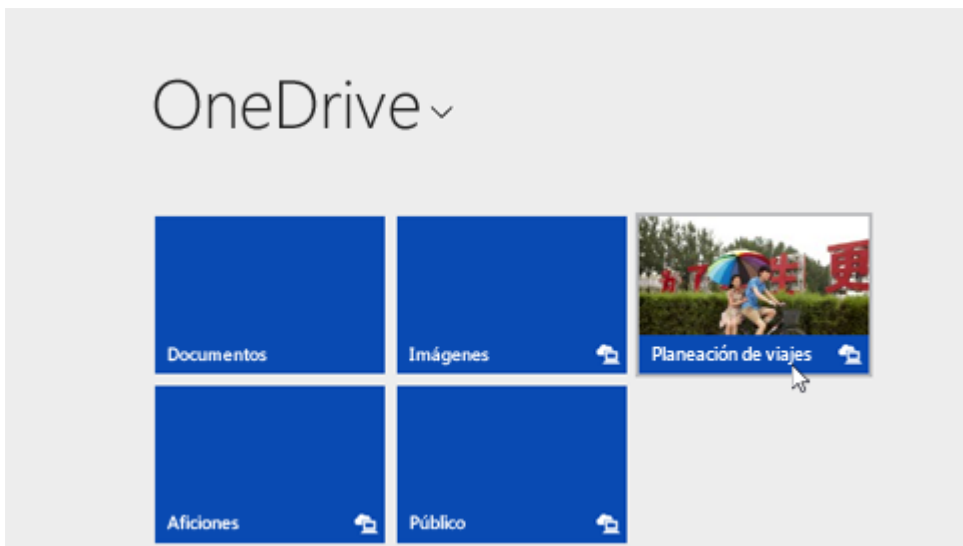 OneDrive
Documentos
Imágenes
Planeación de viajes
Aficiones
Público